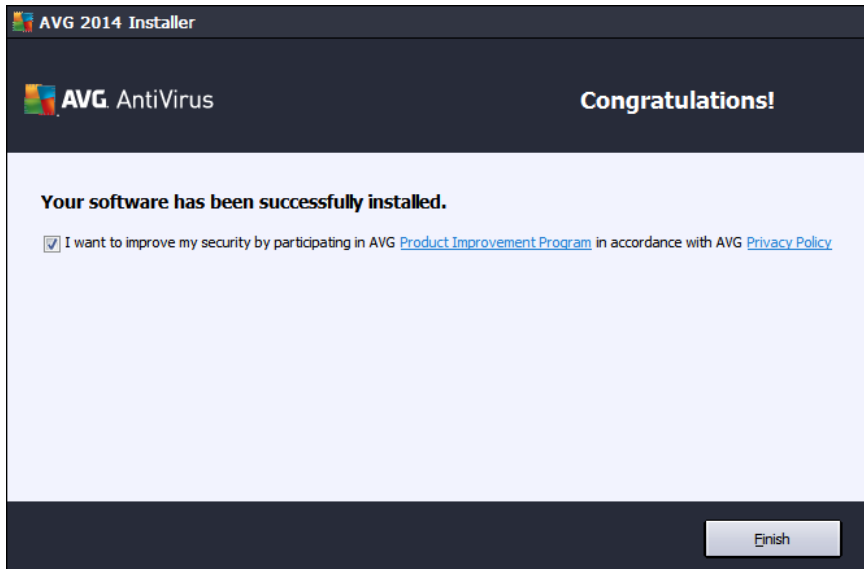 AVG 2014 Installer
AVG. AntiVirus
Congratulations!
Your software has been successfully installed.
I want to improve my security by participating in AVG Product Improvement Program in accordance with AVG Privacy Policy
Finish